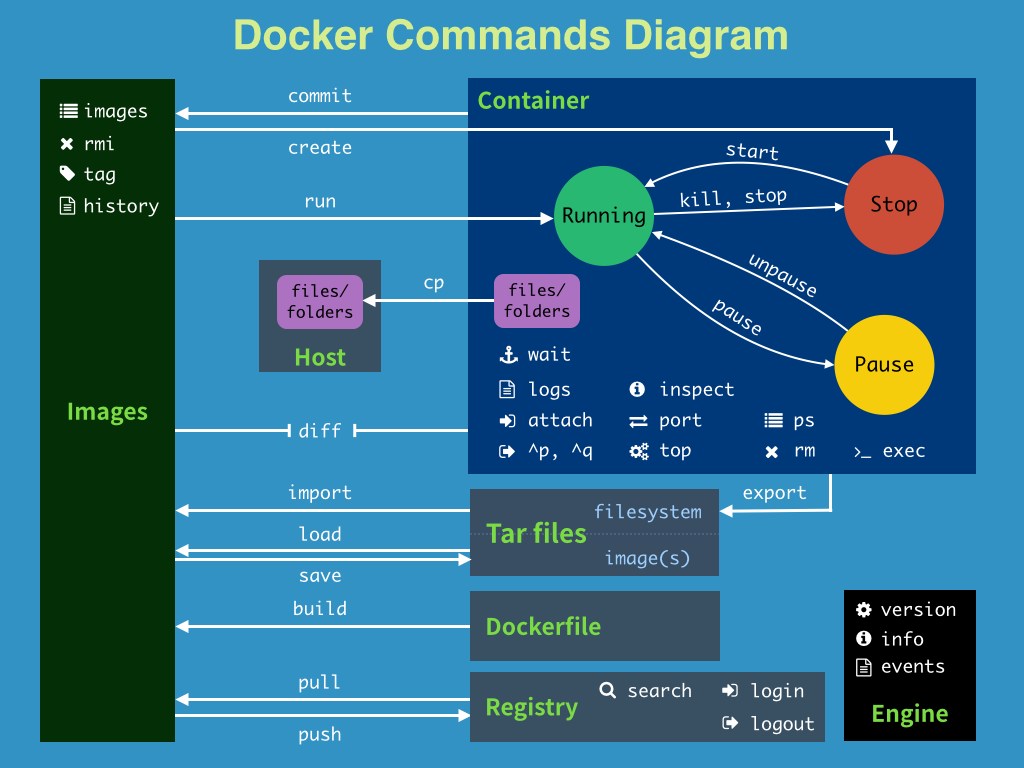 Docker Commands Diagram
images
rmi
tag
history
Images
commit
create
run
cp
files/
folders
Host
diff
import
load
save
build
pull
push
Container
start
Running
kill, stop
Stop
unpause
pause
Pause
files/
folders
wait
logs
inspect
attach
port
ps
^p, ^q
top
rm
>_ exec
export
filesystem
Tar files
image(s)
Dockerfile
Registry
search
login
logout
version
info
events
Engine